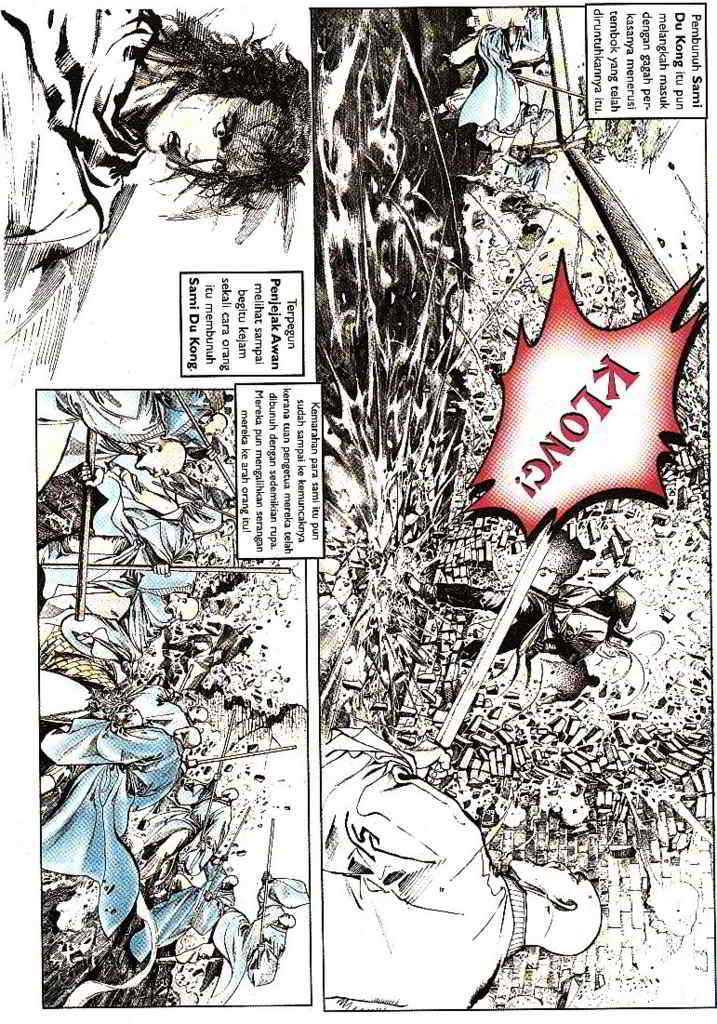 Pembunuh Sami
Du Kong itu pun
melangkah masuk
dengan gagah per-
kasanya menerusi
tembok yang telah
diruntuhkannya itu.
KLONG!
Terpegun
Penjejak Awan
melihat sampai
begitu kejam
sekali cara orang
itu membunuh
Sami Du Kong.
Kemarahan para sami itu pun
sudah sampai ke kemuncaknya
kerana tuan pengetua mereka telah
dibunuh dengan sedemikian rupa.
Mereka pun mengalihkan serangan
mereka ke arah orang itu!